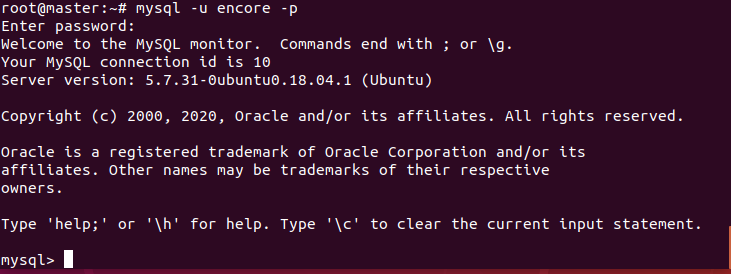 root@master:~# mysql -u encore -p
Enter password:
Welcome to the MySQL monitor.  Commands end with ; or \g.
Your MySQL connection id is 10
Server version: 5.7.31-0ubuntu0.18.04.1 (Ubuntu)
Copyright (c) 2000, 2020, Oracle and/or its affiliates. All rights reserved.
Oracle is a registered trademark of Oracle Corporation and/or its
affiliates. Other names may be trademarks of their respective
owners.
Type 'help;' or '\h' for help. Type '\c' to clear the current input statement.
mysql>